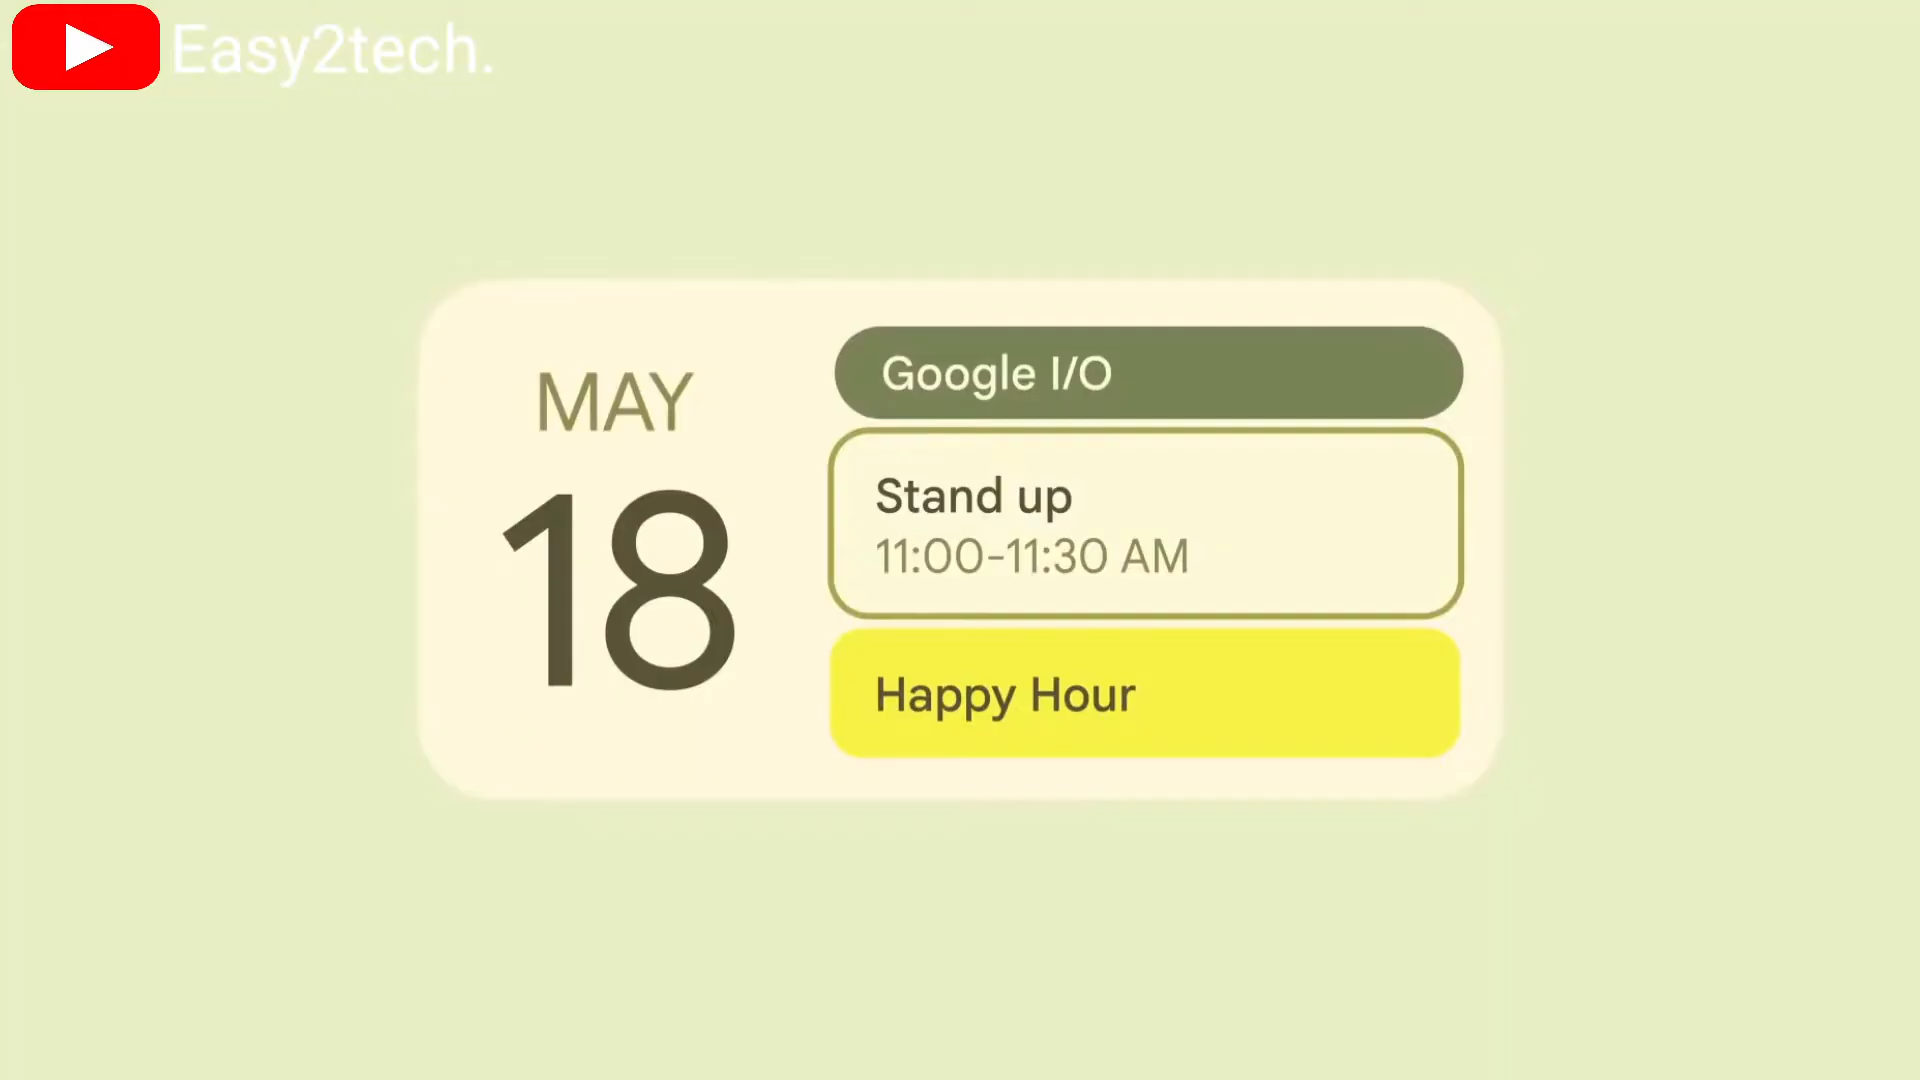 Easy2tech.
MAY
18
Google I/O
Stand up
11:00-11:30 AM
Happy Hour